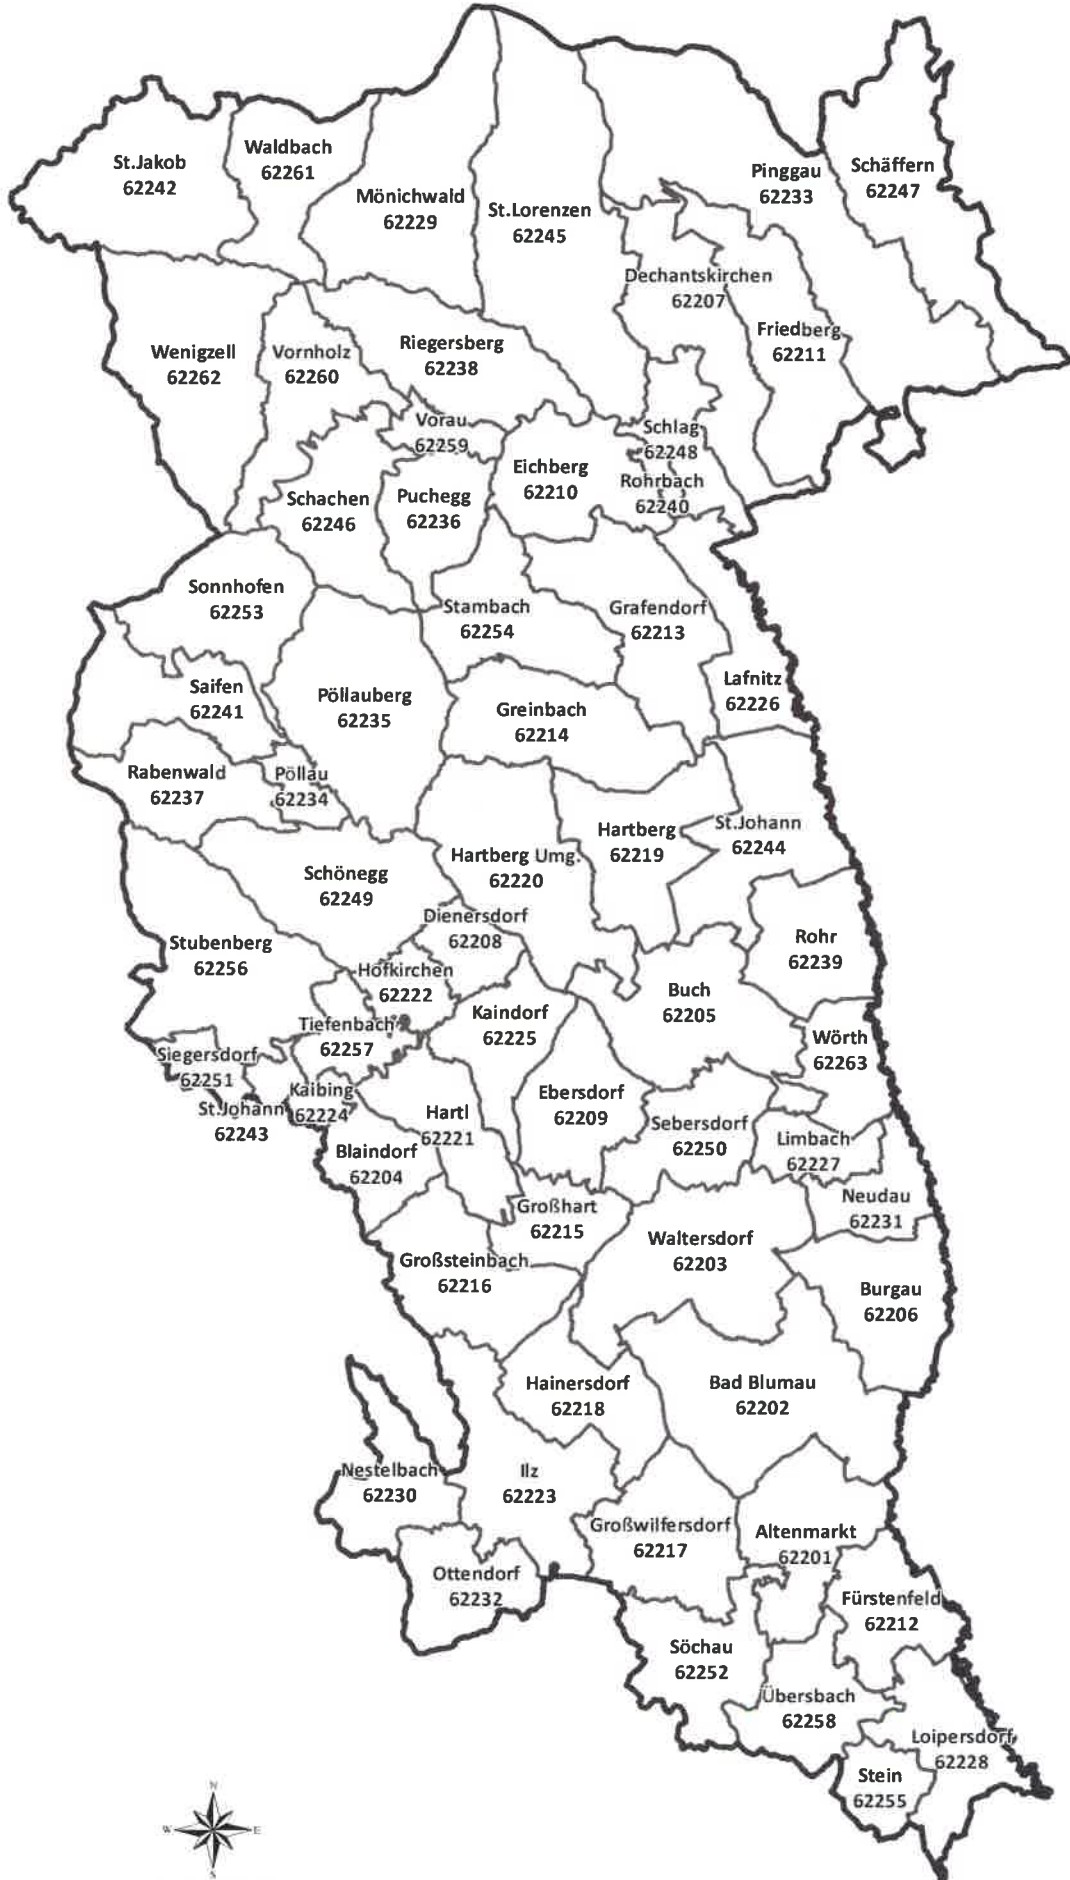 St.Jakob
62242
Waldbach
62261
Mönichwald
62229
St.Lorenzen
62245
Pinggau
62233
Schäffern
62247
Dechantskirchen
62207
Friedberg
62211
Wenigzell
62262
Vornholz
62260
Riegersberg
62238
Vorau
62259
Schlag
62248
Eichberg
62210
Rohrbach
62240
Schachen
62246
Puchegg
62236
Sonnhofen
62253
Stambach
62254
Grafendorf
62213
Lafnitz
62226
Saifen
62241
Pöllauberg
62235
Greinbach
62214
Rabenwald
62237
Pöllau
62234
Hartberg
62219
St.Johann
62244
Hartberg Umg.
62220
Schönegg
62249
Dienersdorf
62208
Stubenberg
62256
Rohr
62239
Hofkirchen
62222
Buch
62205
Kaindorf
62225
Tiefenbach
62257
Wörth
62263
Siegersdorf
62251
Kaibing
62224
St.Johann
62243
Ebersdorf
62209
Hartl
62221
Sebersdorf
62250
Limbach
62227
Blaindorf
62204
Neudau
62231
Großhart
62215
Waltersdorf
62203
Großsteinbach
62216
Burgau
62206
Hainersdorf
62218
Bad Blumau
62202
Nestelbach
62230
Ilz
62223
Großwilfersdorf
62217
Altenmarkt
62201
Ottendorf
62232
Fürstenfeld
62212
Söchau
62252
Übersbach
62258
Loipersdorf
62228
Stein
62255
N
W
E
S